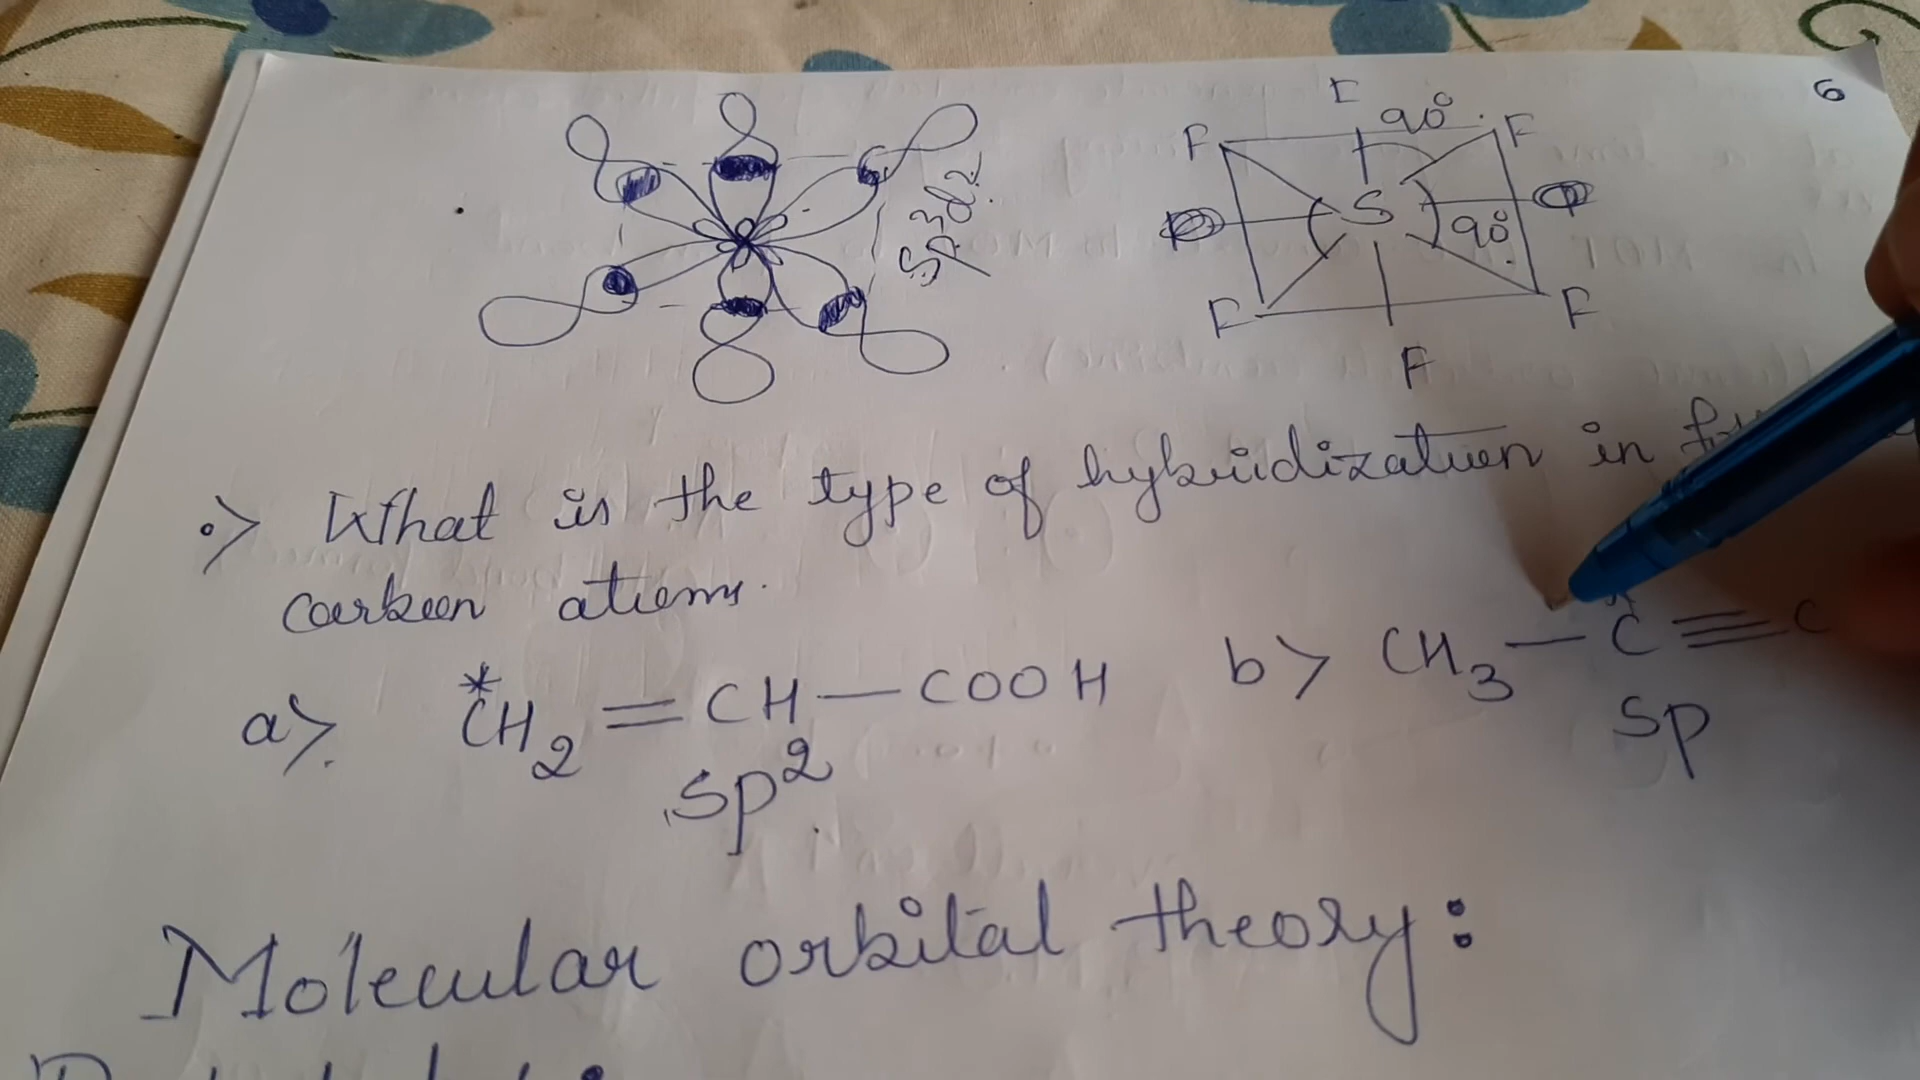 6
F 90° F
S
90°
F F
F
sp³d²
•> What is the type of hybridization in
carbon atoms.
a>. *CH₂ = CH — COOH b> CH₃ — C* ≡ C
sp² sp
Molecular orbital theory: